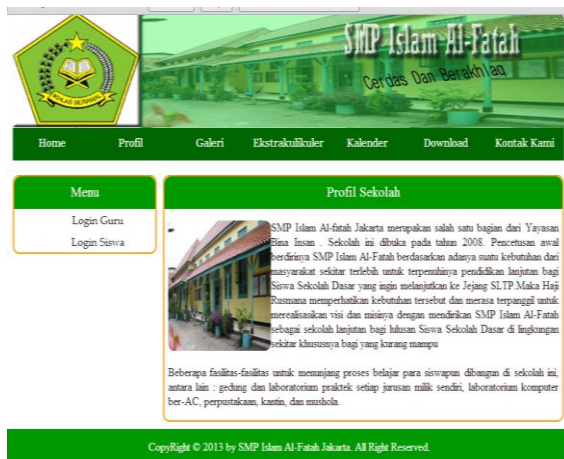 SMP Islam Al-Fatah
Cerdas Dan Berakhlaq
IKHLAS BERAMAL
Home Profil Galeri Ekstrakulikuler Kalender Download Kontak Kami
Menu
Login Guru
Login Siswa
Profil Sekolah
SMP Islam Al-fatah Jakarta merupakan salah satu bagian dari Yayasan
Bina Insan . Sekolah ini dibuka pada tahun 2008. Pencetusan awal
berdirinya SMP Islam Al-Fatah berdasarkan adanya suatu kebutuhan dari
masyarakat sekitar terlebih untuk terpenuhinya pendidikan lanjutan bagi
Siswa Sekolah Dasar yang ingin melanjutkan ke Jejang SLTP.Maka Haji
Rusmana memperhatikan kebutuhan tersebut dan merasa terpanggil untuk
merealisasikan visi dan misinya dengan mendirikan SMP Islam Al-Fatah
sebagai sekolah lanjutan bagi lulusan Siswa Sekolah Dasar di lingkungan
sekitar khususnya bagi yang kurang mampu
Beberapa fasilitas-fasilitas untuk menunjang proses belajar para siswapun dibangun di sekolah ini,
antara lain : gedung dan laboratorium praktek setiap jurusan milik sendiri, laboratorium komputer
ber-AC, perpustakaan, kantin, dan mushola.
CopyRight © 2013 by SMP Islam Al-Fatah Jakarta. All Right Reserved.